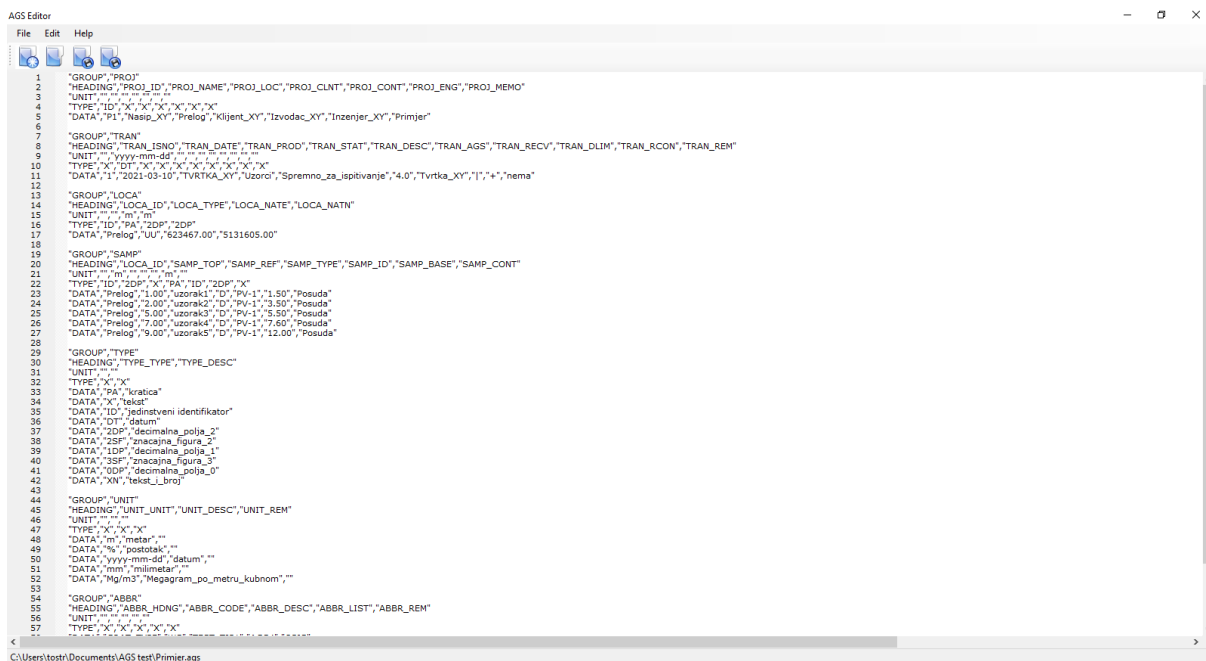 AGS Editor
File Edit Help
1 "GROUP","PROJ"
2 "HEADING","PROJ_ID","PROJ_NAME","PROJ_LOC","PROJ_CLNT","PROJ_CONT","PROJ_ENG","PROJ_MEMO"
3 "UNIT","","","","","","",""
4 "TYPE","ID","X","X","X","X","X","X"
5 "DATA","P1","Nasip_XY","Prelog","Klijent_XY","Izvodac_XY","Inzenjer_XY","Primjer"
6
7 "GROUP","TRAN"
8 "HEADING","TRAN_ISNO","TRAN_DATE","TRAN_PROD","TRAN_STAT","TRAN_DESC","TRAN_AGS","TRAN_RECV","TRAN_DLIM","TRAN_RCON","TRAN_REM"
9 "UNIT","","yyyy-mm-dd","","","","","","","",""
10 "TYPE","X","DT","X","X","X","X","X","X","X","X"
11 "DATA","1","2021-03-10","TVRTKA_XY","Uzorci","Spremno_za_ispitivanje","4.0","Tvrtka_XY","|","+","nema"
12
13 "GROUP","LOCA"
14 "HEADING","LOCA_ID","LOCA_TYPE","LOCA_NATE","LOCA_NATN"
15 "UNIT","","","m","m"
16 "TYPE","ID","PA","2DP","2DP"
17 "DATA","Prelog","UU","623467.00","5131605.00"
18
19 "GROUP","SAMP"
20 "HEADING","LOCA_ID","SAMP_TOP","SAMP_REF","SAMP_TYPE","SAMP_ID","SAMP_BASE","SAMP_CONT"
21 "UNIT","","m","","","","m",""
22 "TYPE","ID","2DP","X","PA","ID","2DP","X"
23 "DATA","Prelog","1.00","uzorak1","D","PV-1","1.50","Posuda"
24 "DATA","Prelog","2.00","uzorak2","D","PV-1","3.50","Posuda"
25 "DATA","Prelog","5.00","uzorak3","D","PV-1","5.50","Posuda"
26 "DATA","Prelog","7.00","uzorak4","D","PV-1","7.60","Posuda"
27 "DATA","Prelog","9.00","uzorak5","D","PV-1","12.00","Posuda"
28
29 "GROUP","TYPE"
30 "HEADING","TYPE_TYPE","TYPE_DESC"
31 "UNIT","",""
32 "TYPE","X","X"
33 "DATA","PA","kratica"
34 "DATA","X","tekst"
35 "DATA","ID","jedinstveni identifikator"
36 "DATA","DT","datum"
37 "DATA","2DP","decimalna_polja_2"
38 "DATA","2SF","znacajna_figura_2"
39 "DATA","1DP","decimalna_polja_1"
40 "DATA","3SF","znacajna_figura_3"
41 "DATA","0DP","decimalna_polja_0"
42 "DATA","XN","tekst_i_broj"
43
44 "GROUP","UNIT"
45 "HEADING","UNIT_UNIT","UNIT_DESC","UNIT_REM"
46 "UNIT","","",""
47 "TYPE","X","X","X"
48 "DATA","m","metar",""
49 "DATA","%","postotak",""
50 "DATA","yyyy-mm-dd","datum",""
51 "DATA","mm","milimetar",""
52 "DATA","Mg/m3","Megagram_po_metru_kubnom",""
53
54 "GROUP","ABBR"
55 "HEADING","ABBR_HDNG","ABBR_CODE","ABBR_DESC","ABBR_LIST","ABBR_REM"
56 "UNIT","","","","",""
57 "TYPE","X","X","X","X","X"
C:\Users\tostr\Documents\AGS test\Primjer.ags